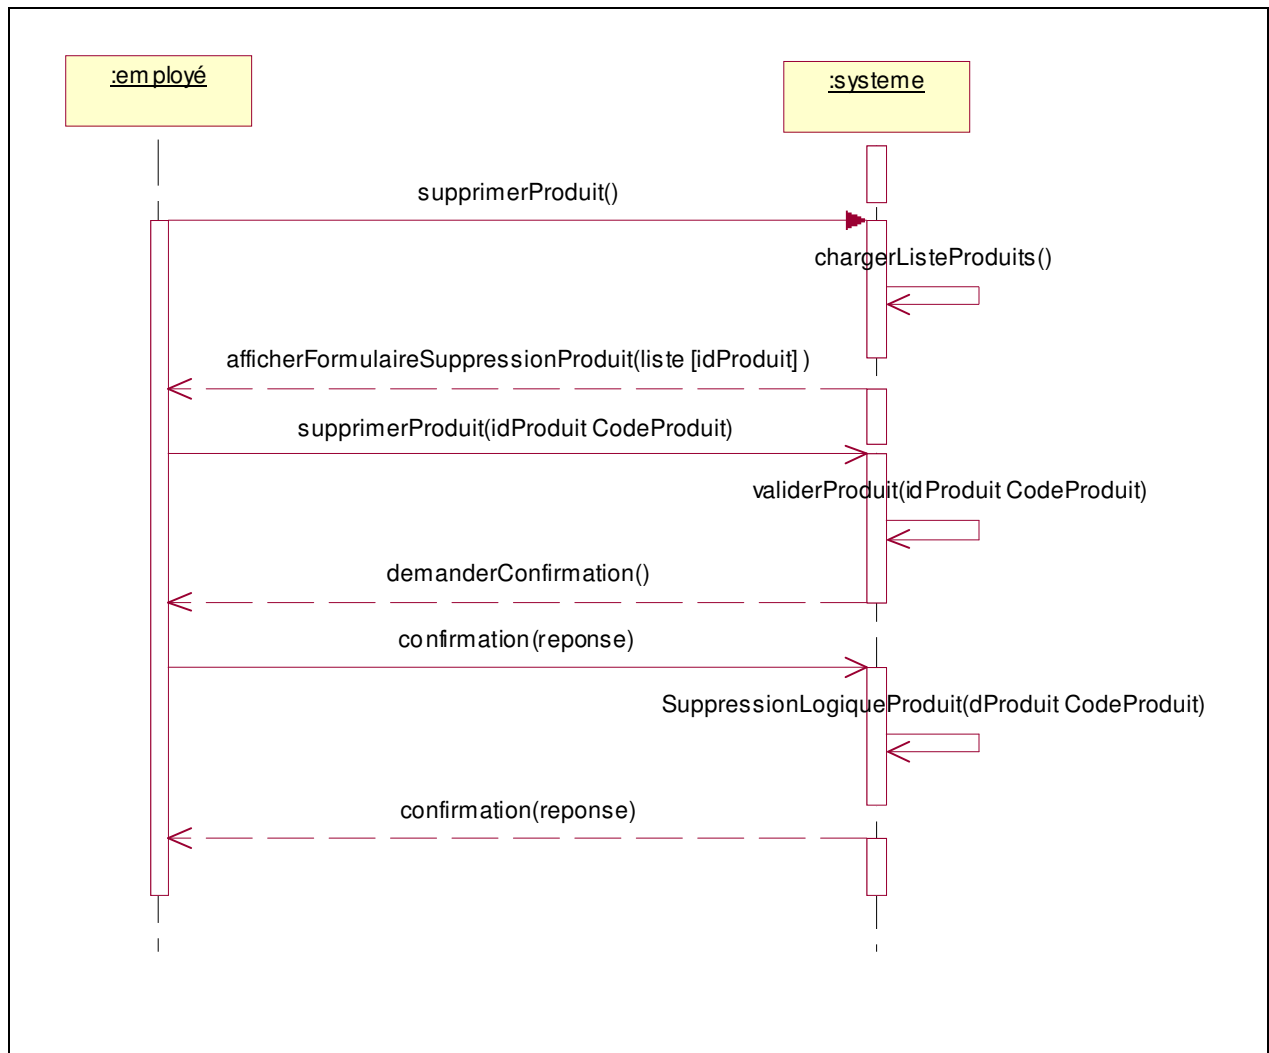 :employé
:systeme
supprimerProduit()
chargerListeProduits()
afficherFormulaireSuppressionProduit(liste [idProduit] )
supprimerProduit(idProduit CodeProduit)
validerProduit(idProduit CodeProduit)
demanderConfirmation()
confirmation(reponse)
SuppressionLogiqueProduit(dProduit CodeProduit)
confirmation(reponse)